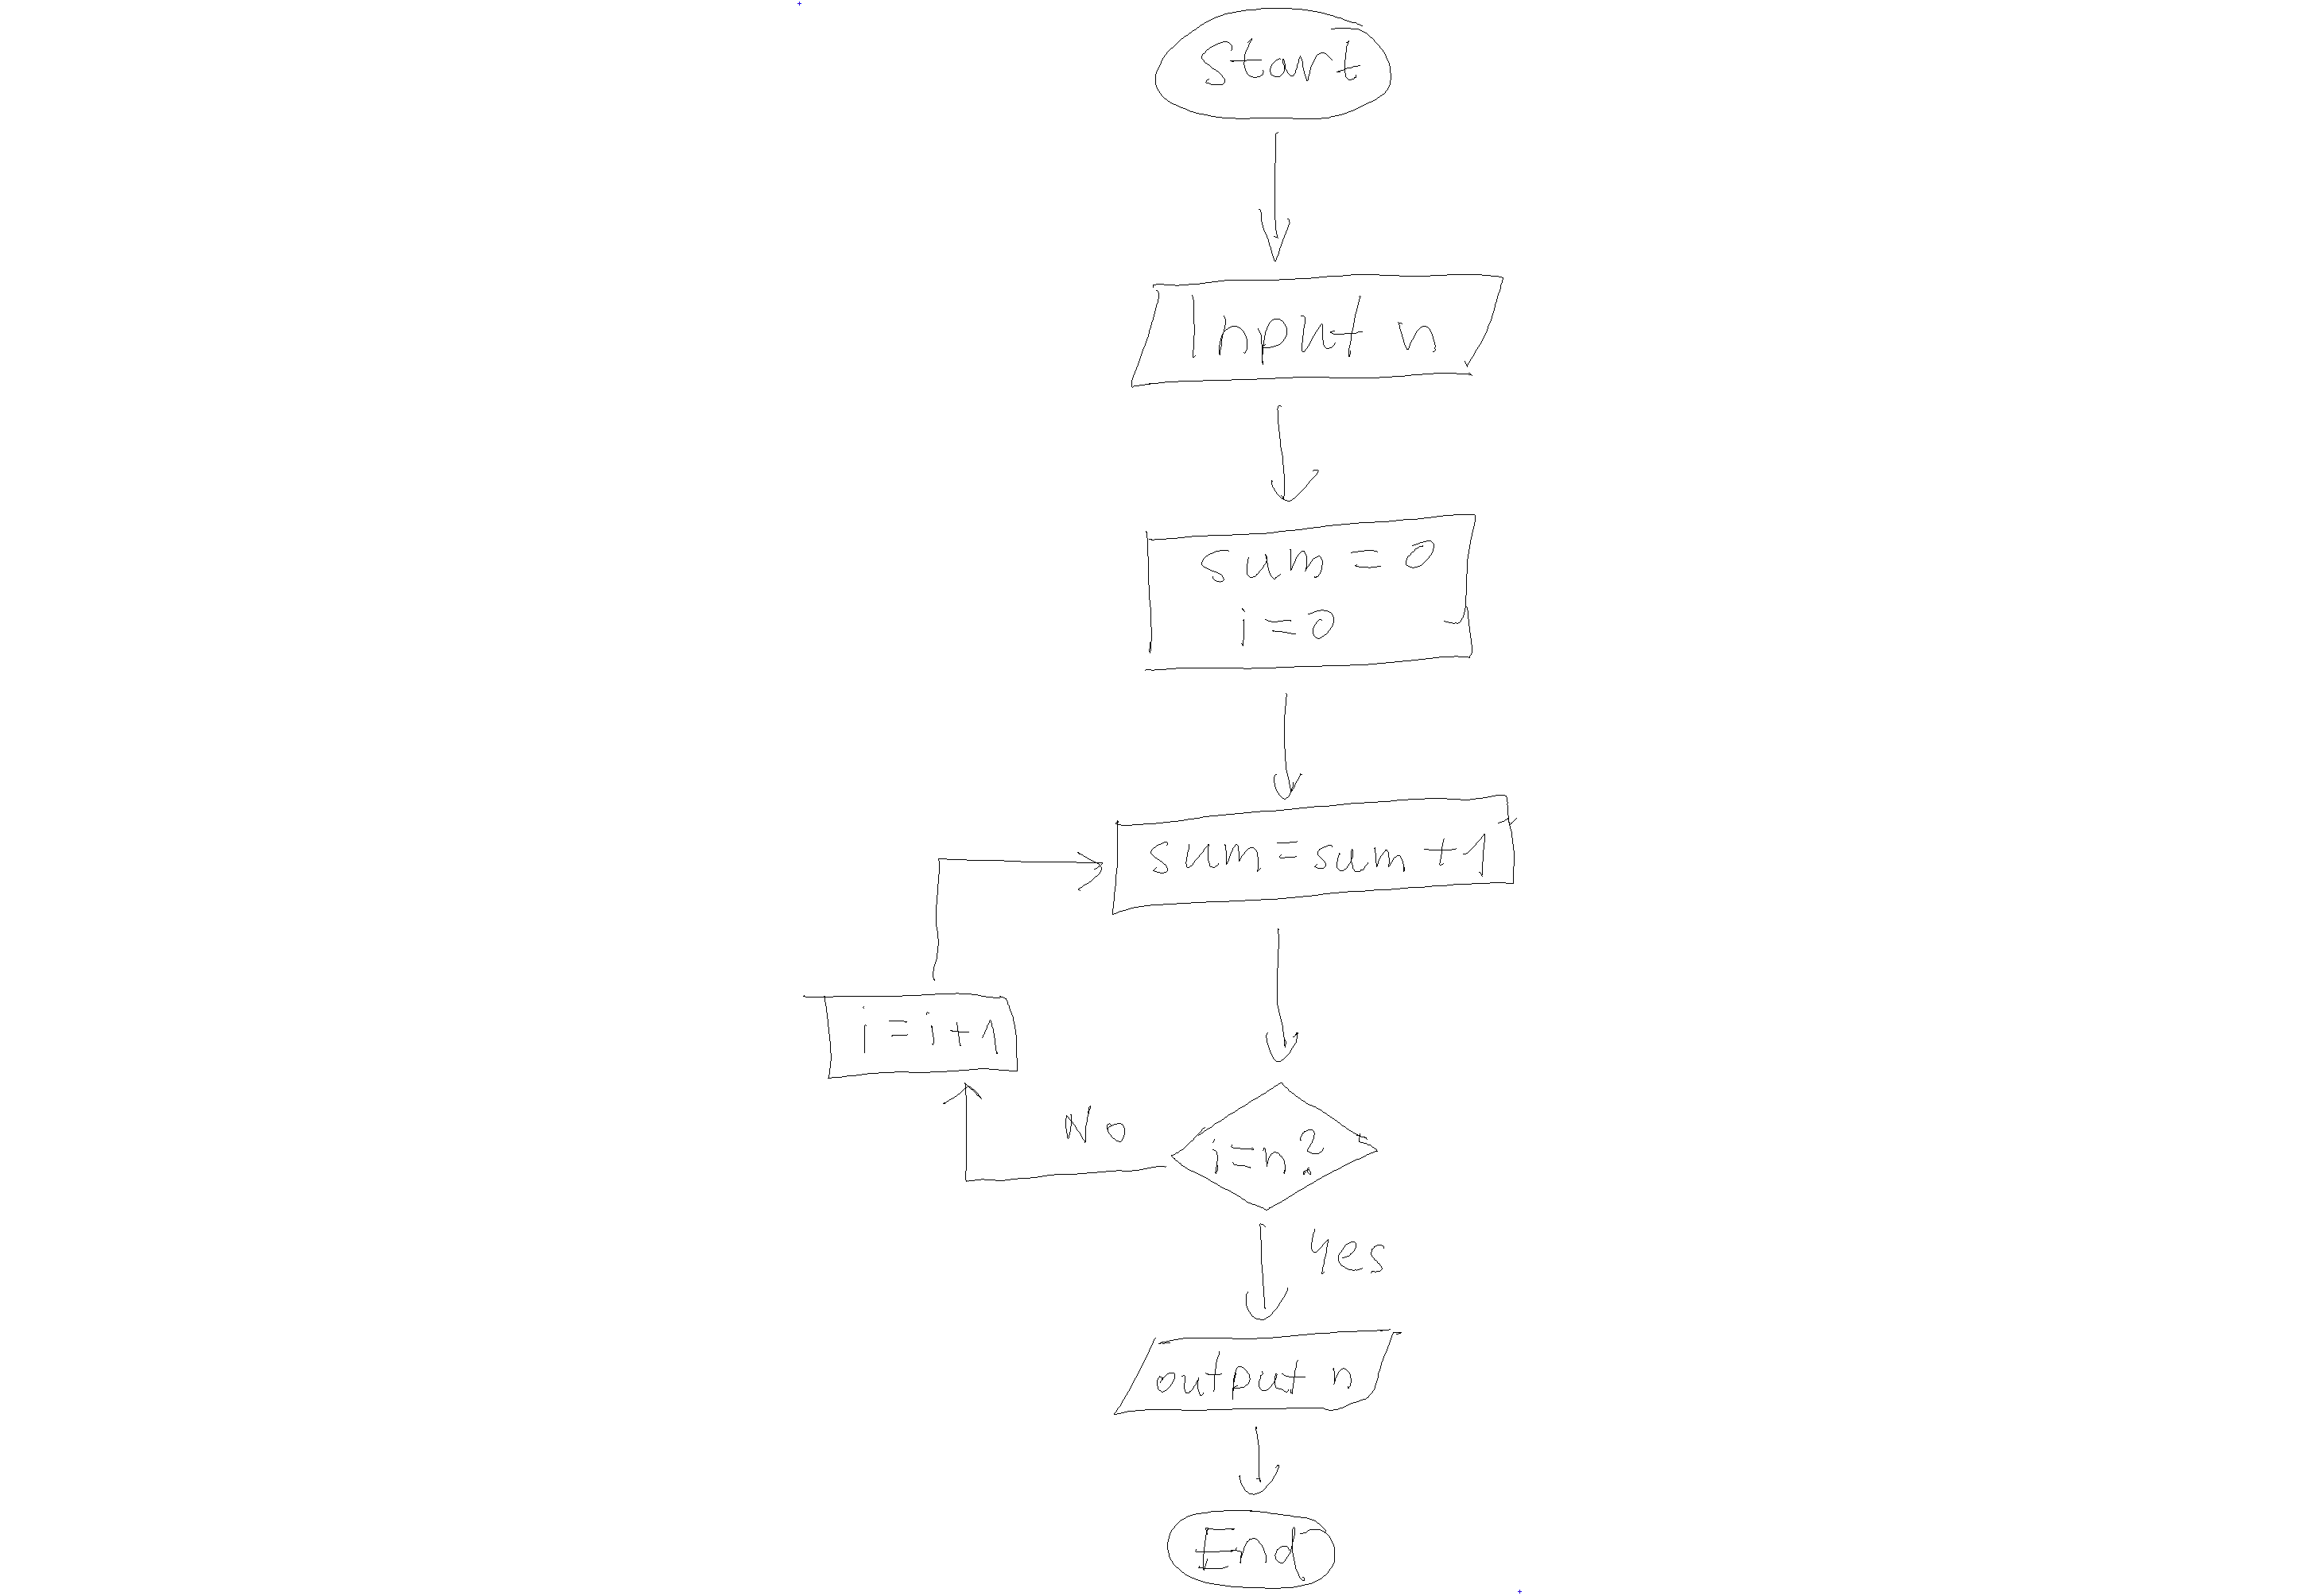 Start
Input n
sum=0
i=0
sum=sum+1
i=i+1
No
i=n?
Yes
output n
End